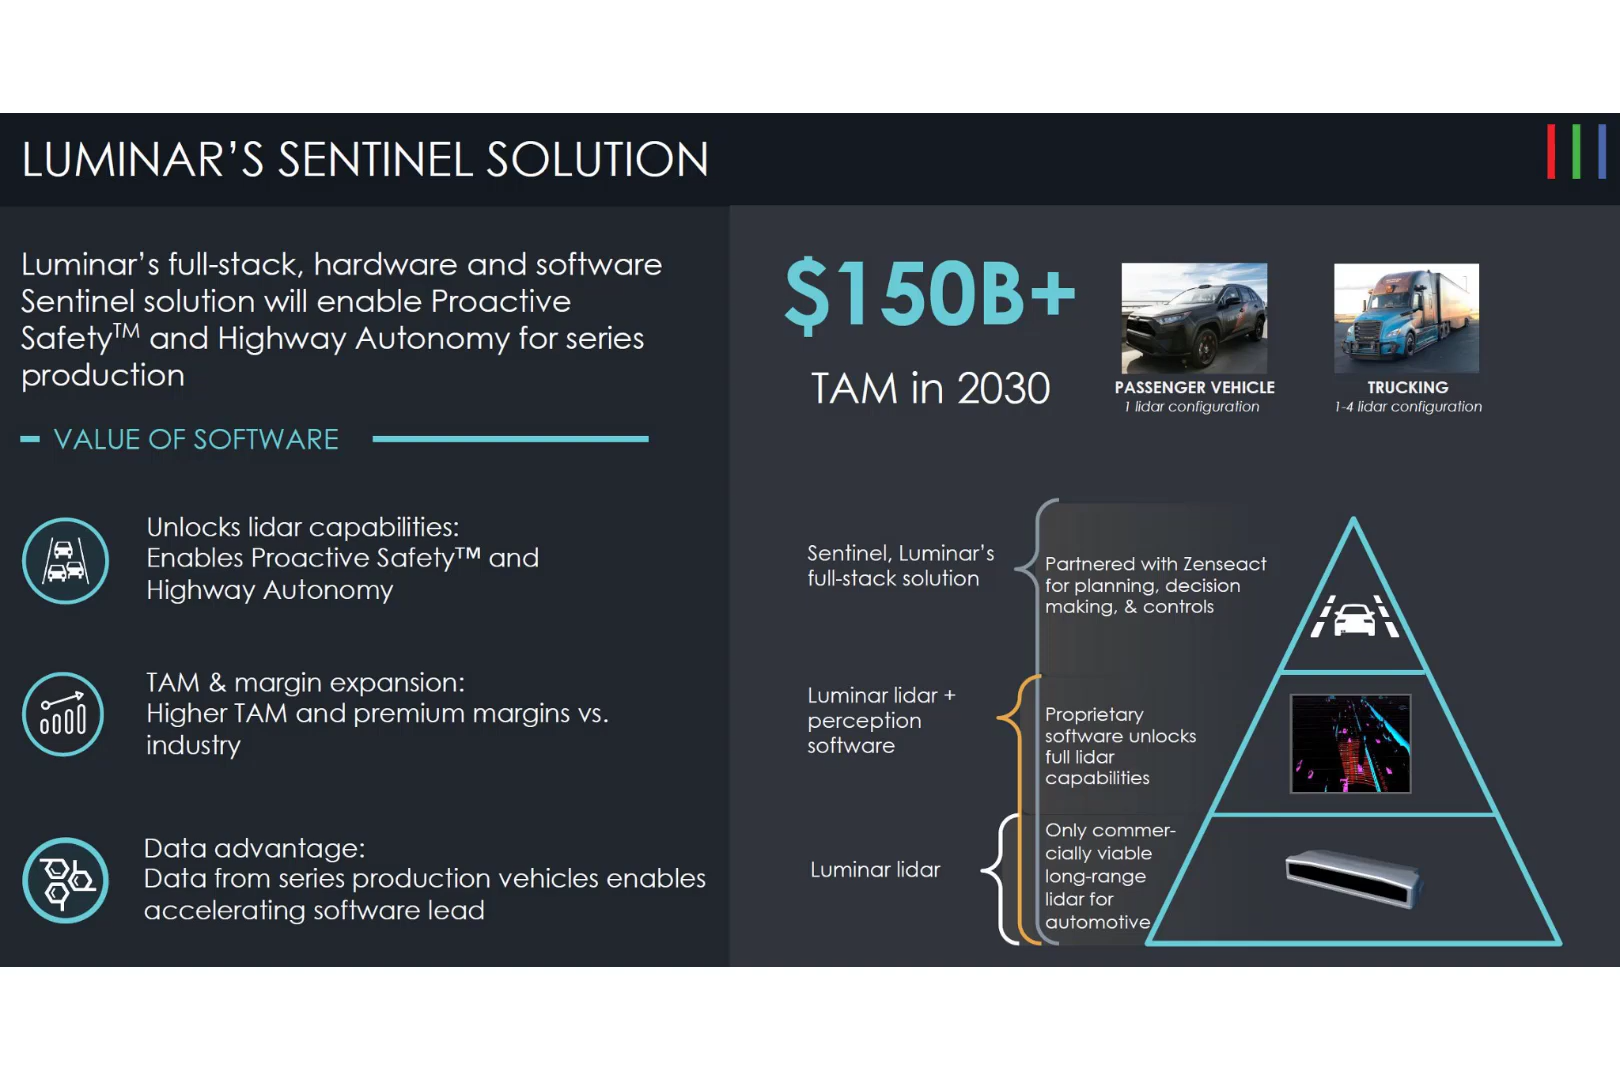 LUMINAR’S SENTINEL SOLUTION
Luminar’s full-stack, hardware and software
Sentinel solution will enable Proactive
Safety™ and Highway Autonomy for series
production
VALUE OF SOFTWARE
Unlocks lidar capabilities:
Enables Proactive Safety™ and
Highway Autonomy
TAM & margin expansion:
Higher TAM and premium margins vs.
industry
Data advantage:
Data from series production vehicles enables
accelerating software lead
$150B+
TAM in 2030
PASSENGER VEHICLE
1 lidar configuration
TRUCKING
1-4 lidar configuration
Sentinel, Luminar’s
full-stack solution
Partnered with Zenseact
for planning, decision
making, & controls
Luminar lidar +
perception
software
Proprietary
software unlocks
full lidar
capabilities
Luminar lidar
Only commer-
cially viable
long-range
lidar for
automotive